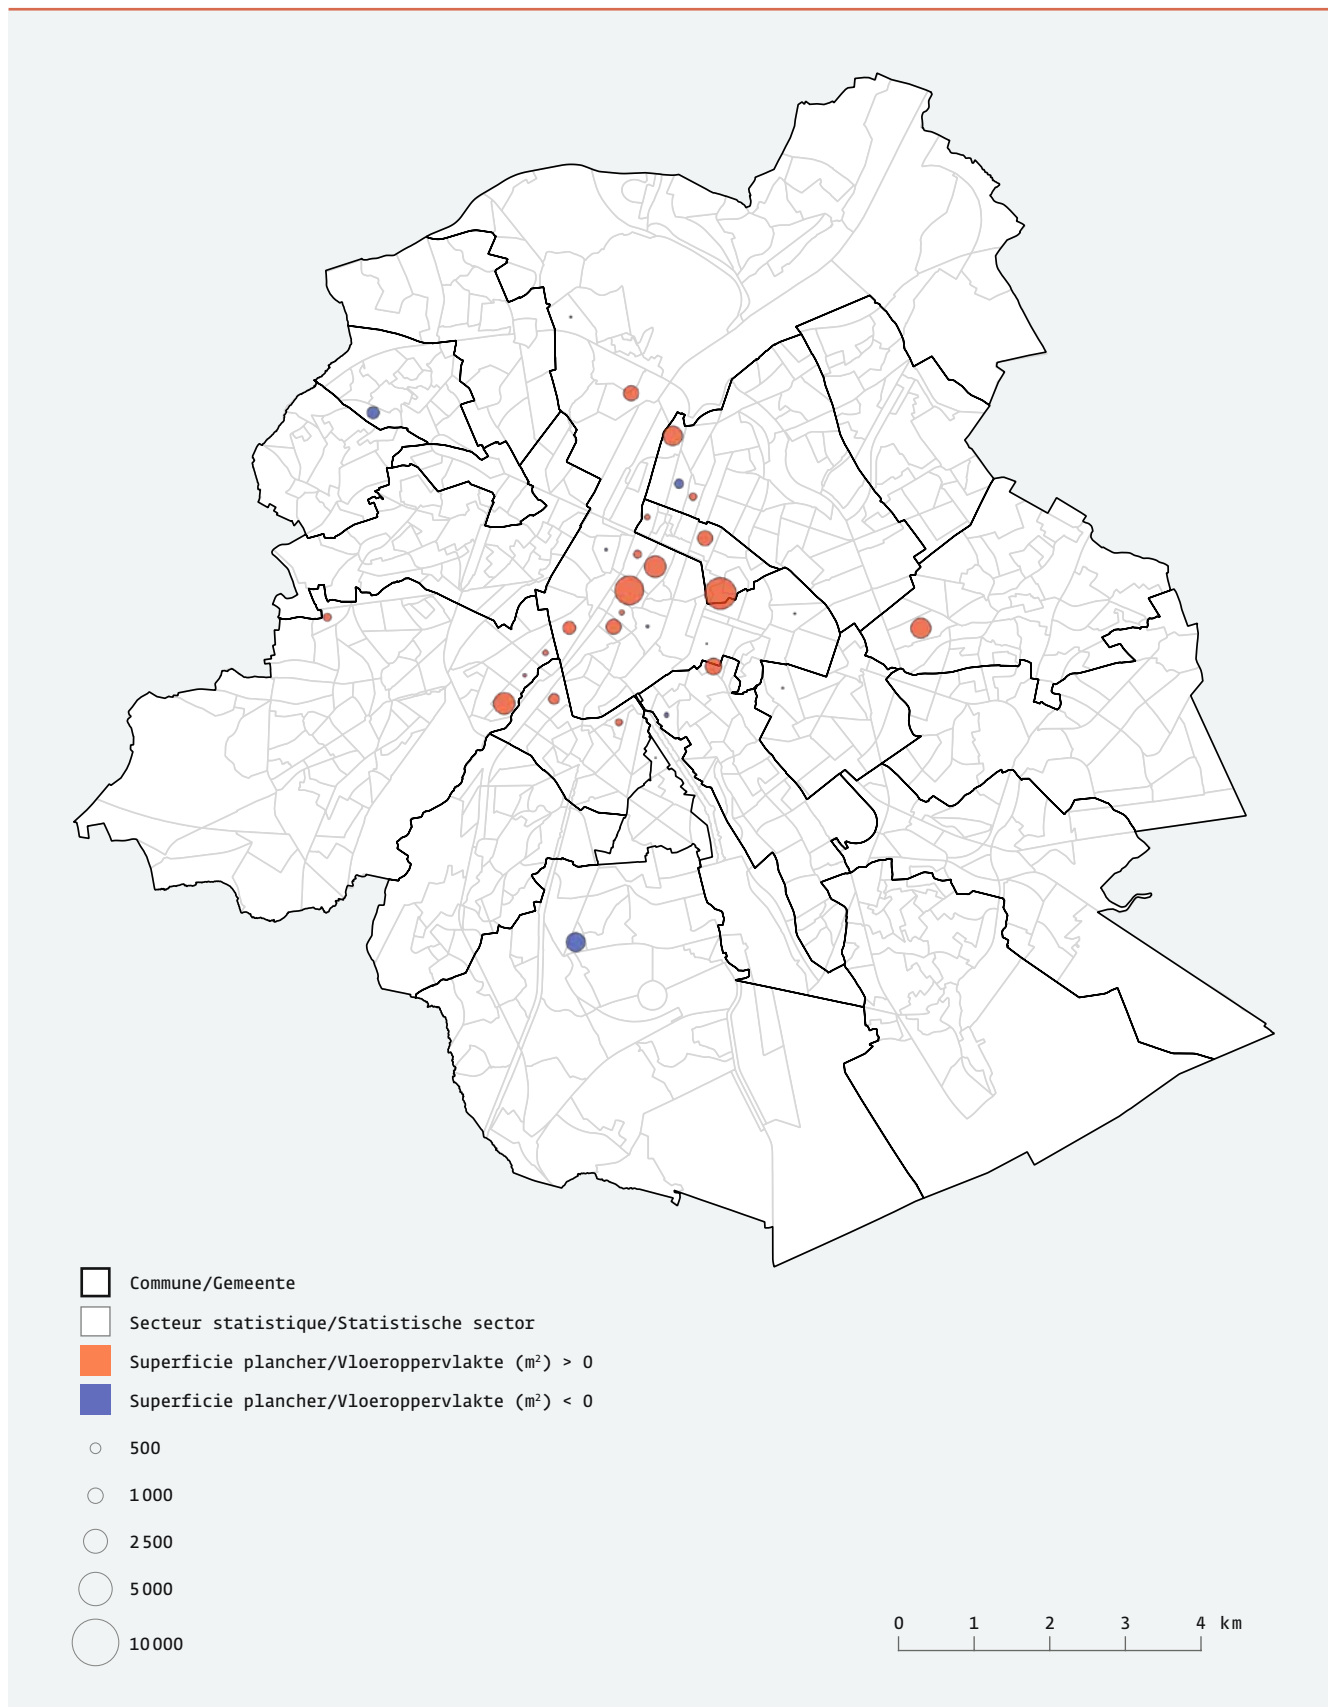 Commune/Gemeente
Secteur statistique/Statistische sector
Superficie plancher/Vloeroppervlakte (m²) > 0
Superficie plancher/Vloeroppervlakte (m²) < 0
500
1 000
2 500
5 000
10 000
0 1 2 3 4 km